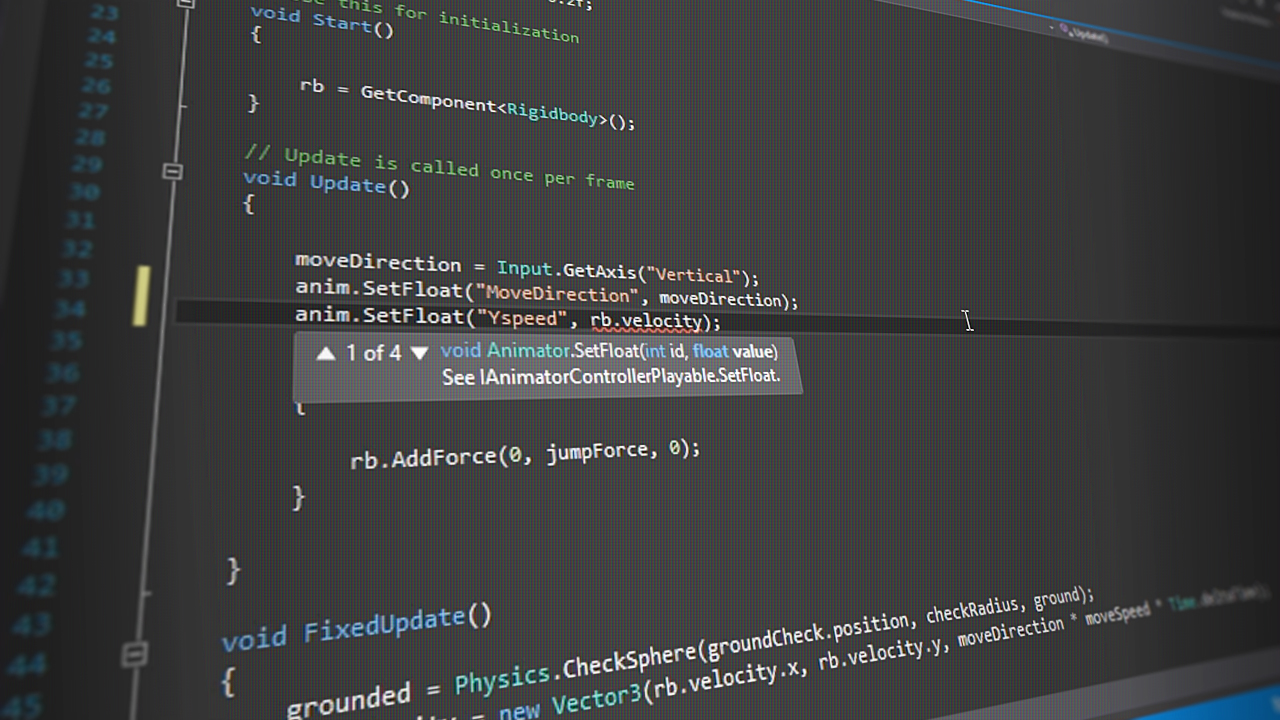 23
24
25
26
27
28
29
30
31
32
33
34
35
36
37
38
39
40
41
42
43
44
45
.2f;
this for initialization
void Start()
{
rb = GetComponent<Rigidbody>();
}
// Update is called once per frame
void Update()
{
moveDirection = Input.GetAxis("Vertical");
anim.SetFloat("MoveDirection", moveDirection);
anim.SetFloat("Yspeed", rb.velocity);
▲ 1 of 4 ▼ void Animator.SetFloat(int id, float value)
See IAnimatorControllerPlayable.SetFloat.
{
rb.AddForce(0, jumpForce, 0);
}
}
void FixedUpdate()
{
grounded = Physics.CheckSphere(groundCheck.position, checkRadius, ground);
= new Vector3(rb.velocity.x, rb.velocity.y, moveDirection * moveSpeed * Time.
Update()